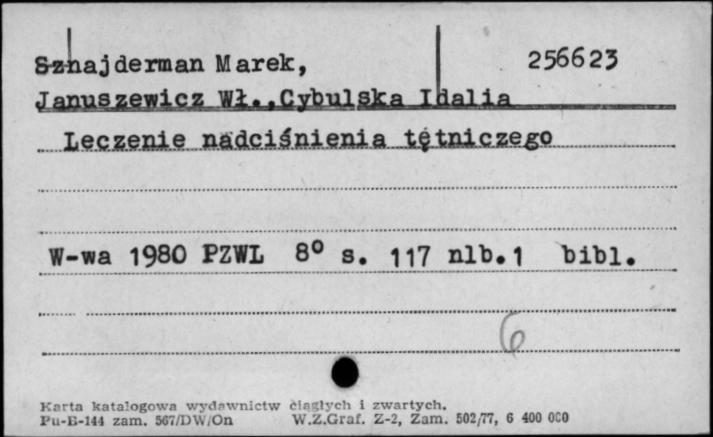 Sznajderman Marek, 256623
Januszewicz Wł., Cybulska Idalia
Leczenie nadciśnienia tętniczego
W-wa 1980 PZWL 8° s. 117 nlb. 1 bibl.
6
Karta katalogowa wydawnictw ciągłych i zwartych.
Pu-B-144 zam. 567/DW/On W.Z.Graf. Z-2, Zam. 502/77, 6 400 000